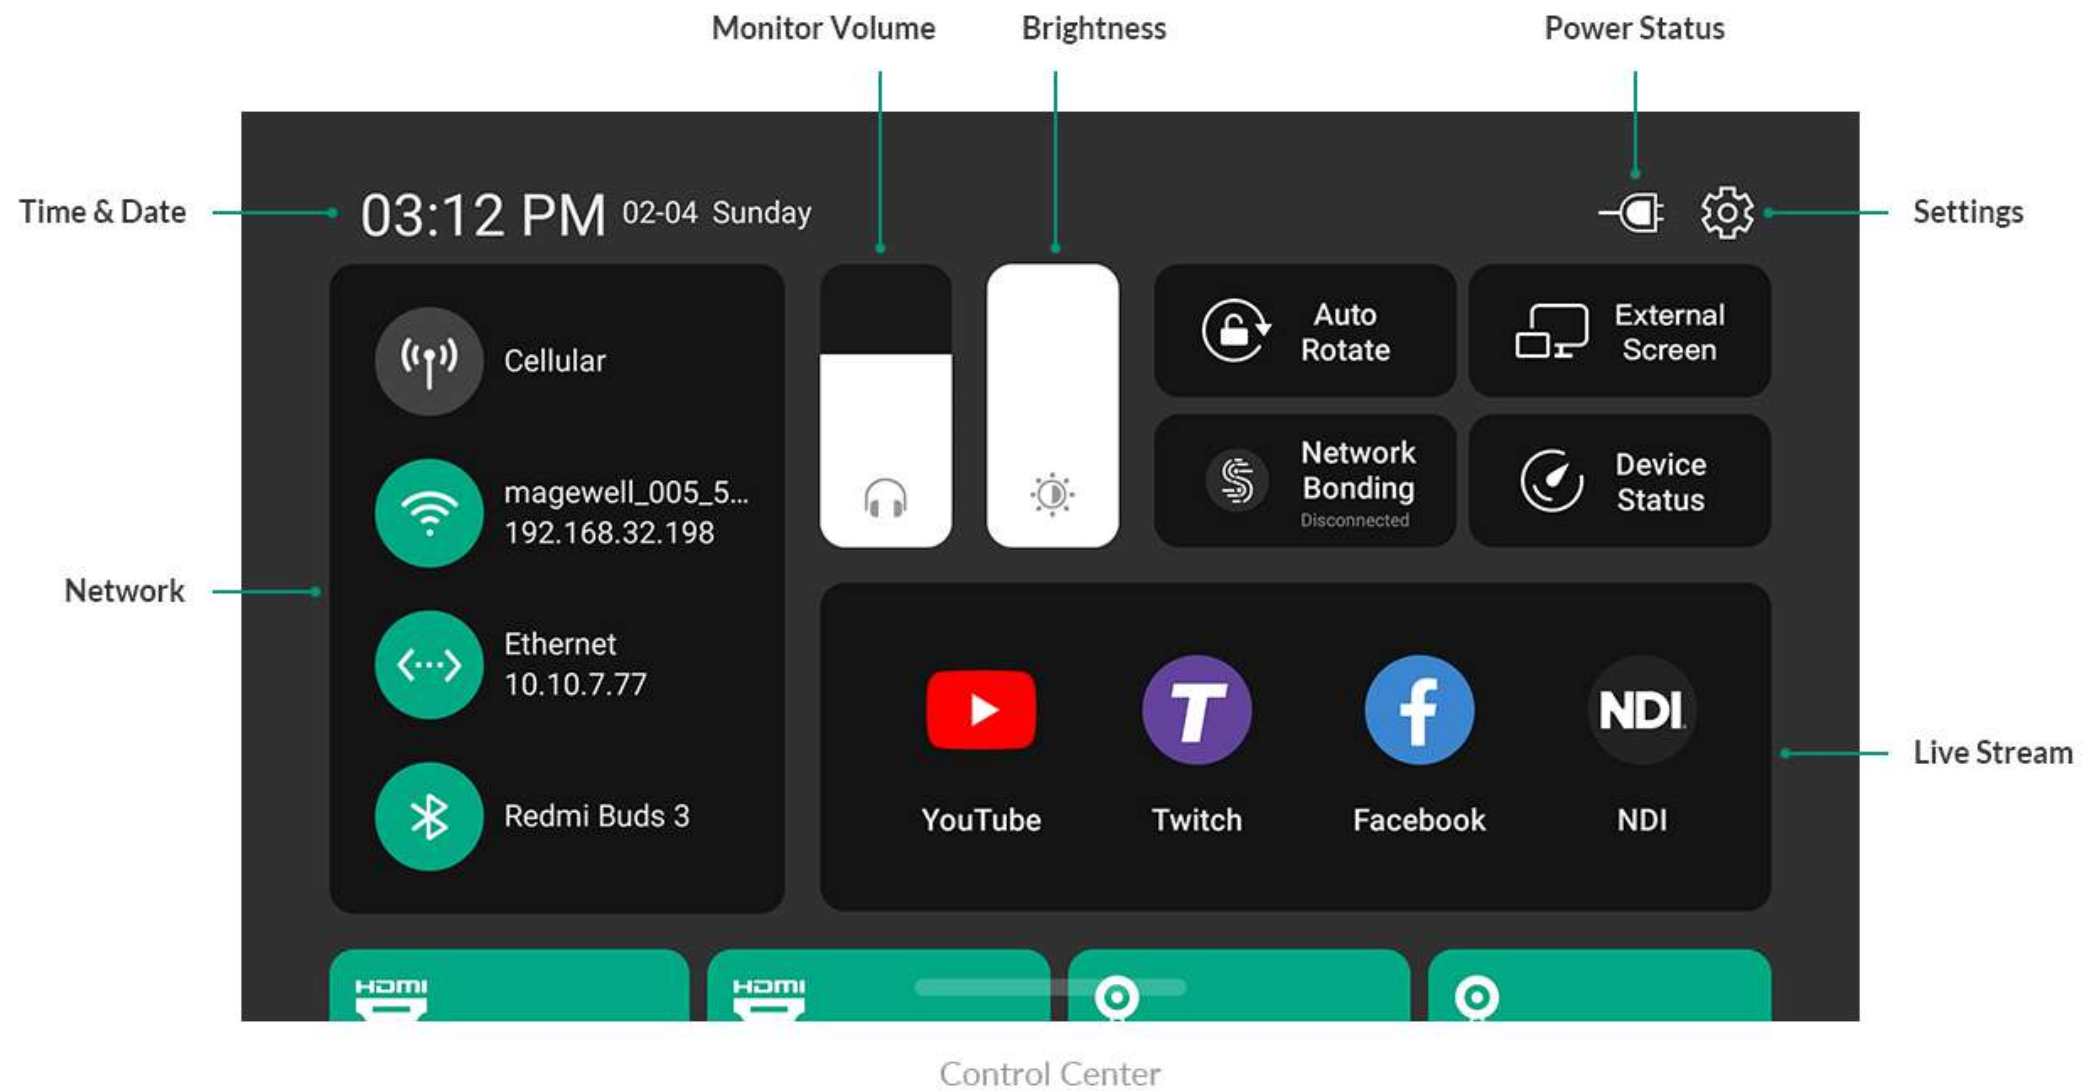 Monitor Volume
Brightness
Power Status
Time & Date
03:12 PM 02-04 Sunday
Settings
Cellular
magewell_005_5...
192.168.32.198
Ethernet
10.10.7.77
Redmi Buds 3
Network
Auto
Rotate
External
Screen
Network
Bonding
Disconnected
Device
Status
NDI
YouTube
Twitch
Facebook
NDI
Live Stream
HDMI
HDMI
Control Center